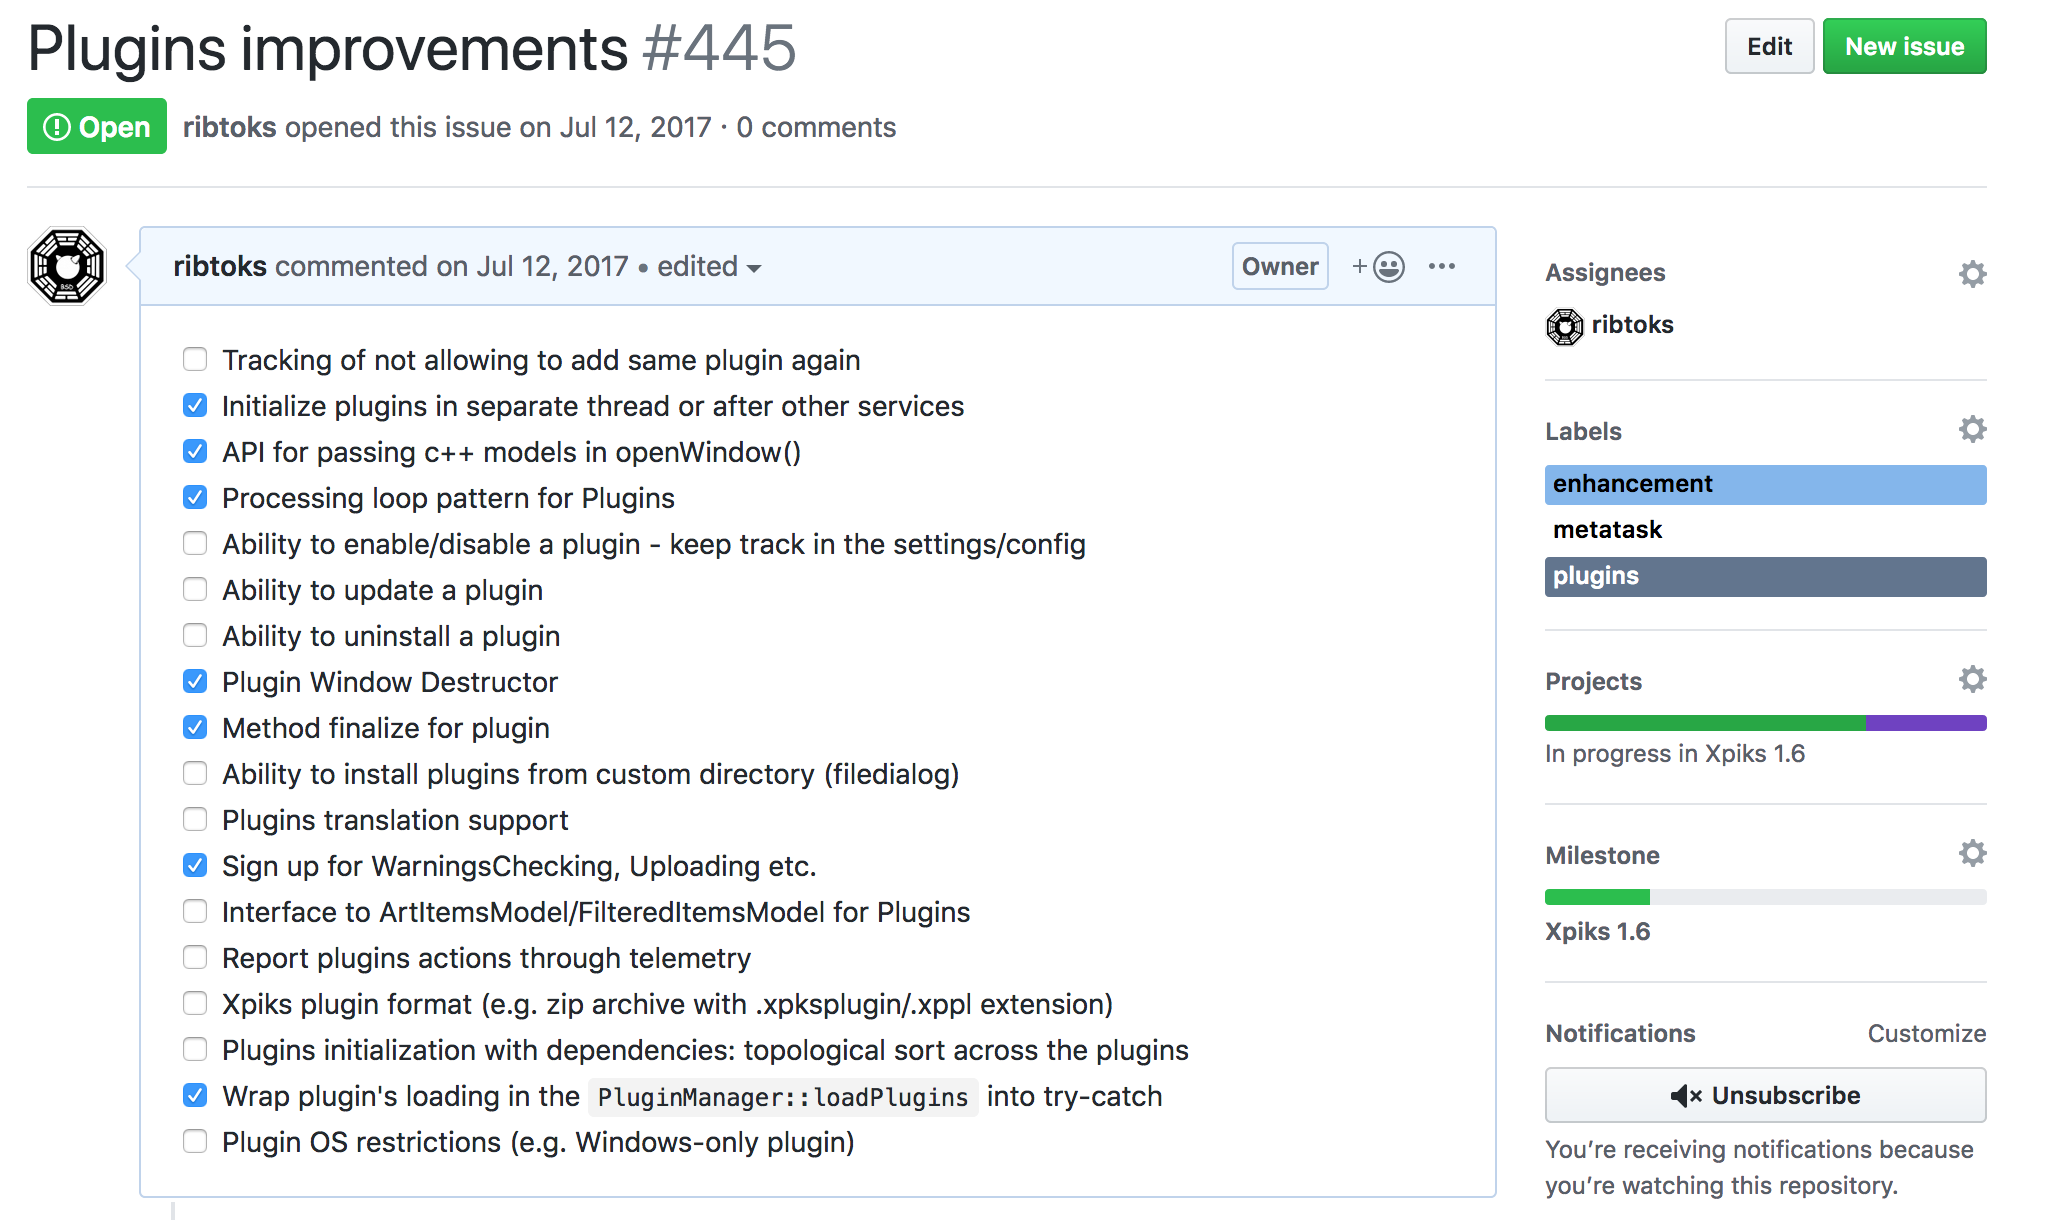 Plugins improvements #445
Edit
New issue
Open
ribtoks opened this issue on Jul 12, 2017 · 0 comments
ribtoks commented on Jul 12, 2017 • edited
Owner
Tracking of not allowing to add same plugin again
Initialize plugins in separate thread or after other services
API for passing c++ models in openWindow()
Processing loop pattern for Plugins
Ability to enable/disable a plugin - keep track in the settings/config
Ability to update a plugin
Ability to uninstall a plugin
Plugin Window Destructor
Method finalize for plugin
Ability to install plugins from custom directory (filedialog)
Plugins translation support
Sign up for WarningsChecking, Uploading etc.
Interface to ArtItemsModel/FilteredItemsModel for Plugins
Report plugins actions through telemetry
Xpiks plugin format (e.g. zip archive with .xpksplugin/.xppl extension)
Plugins initialization with dependencies: topological sort across the plugins
Wrap plugin's loading in the PluginManager::loadPlugins into try-catch
Plugin OS restrictions (e.g. Windows-only plugin)
Assignees
ribtoks
Labels
enhancement
metatask
plugins
Projects
In progress in Xpiks 1.6
Milestone
Xpiks 1.6
Notifications
Customize
Unsubscribe
You’re receiving notifications because
you’re watching this repository.